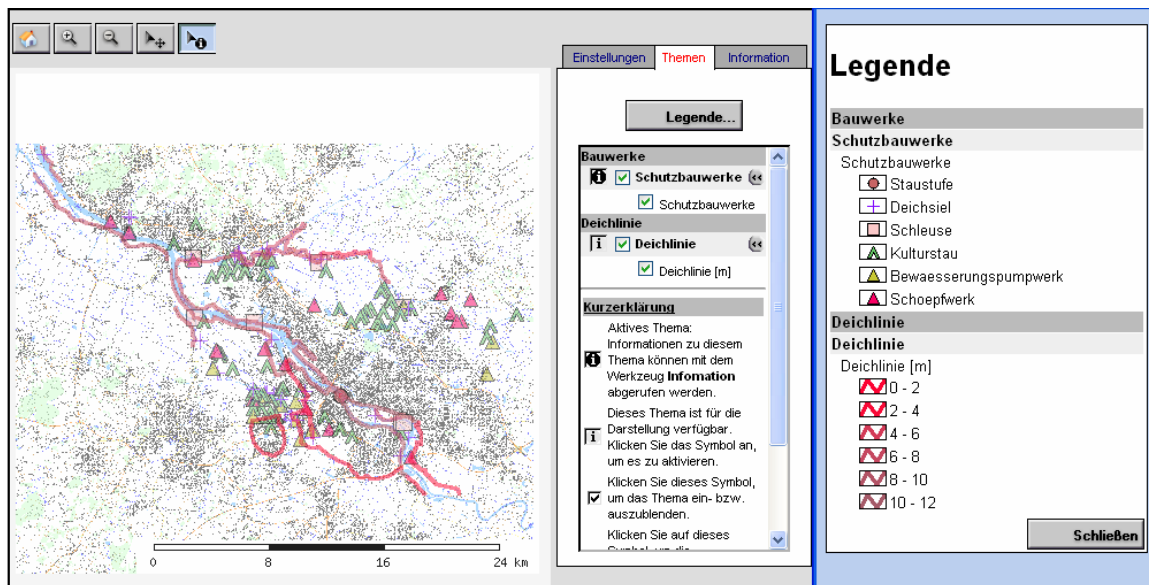 Einstellungen Themen Information
Legende...
Bauwerke
Schutzbauwerke
Schutzbauwerke
Deichlinie
Deichlinie
Deichlinie [m]
Kurzerklärung
Aktives Thema:
Informationen zu diesem
Thema können mit dem
Werkzeug Infomation
abgerufen werden.
Dieses Thema ist für die
Darstellung verfügbar.
Klicken Sie das Symbol an,
um es zu aktivieren.
Klicken Sie dieses Symbol,
um das Thema ein- bzw.
auszublenden.
Klicken Sie auf dieses
0 8 16 24 km
Legende
Bauwerke
Schutzbauwerke
Schutzbauwerke
Staustufe
Deichsiel
Schleuse
Kulturstau
Bewaesserungspumpwerk
Schoepfwerk
Deichlinie
Deichlinie
Deichlinie [m]
0 - 2
2 - 4
4 - 6
6 - 8
8 - 10
10 - 12
Schließen